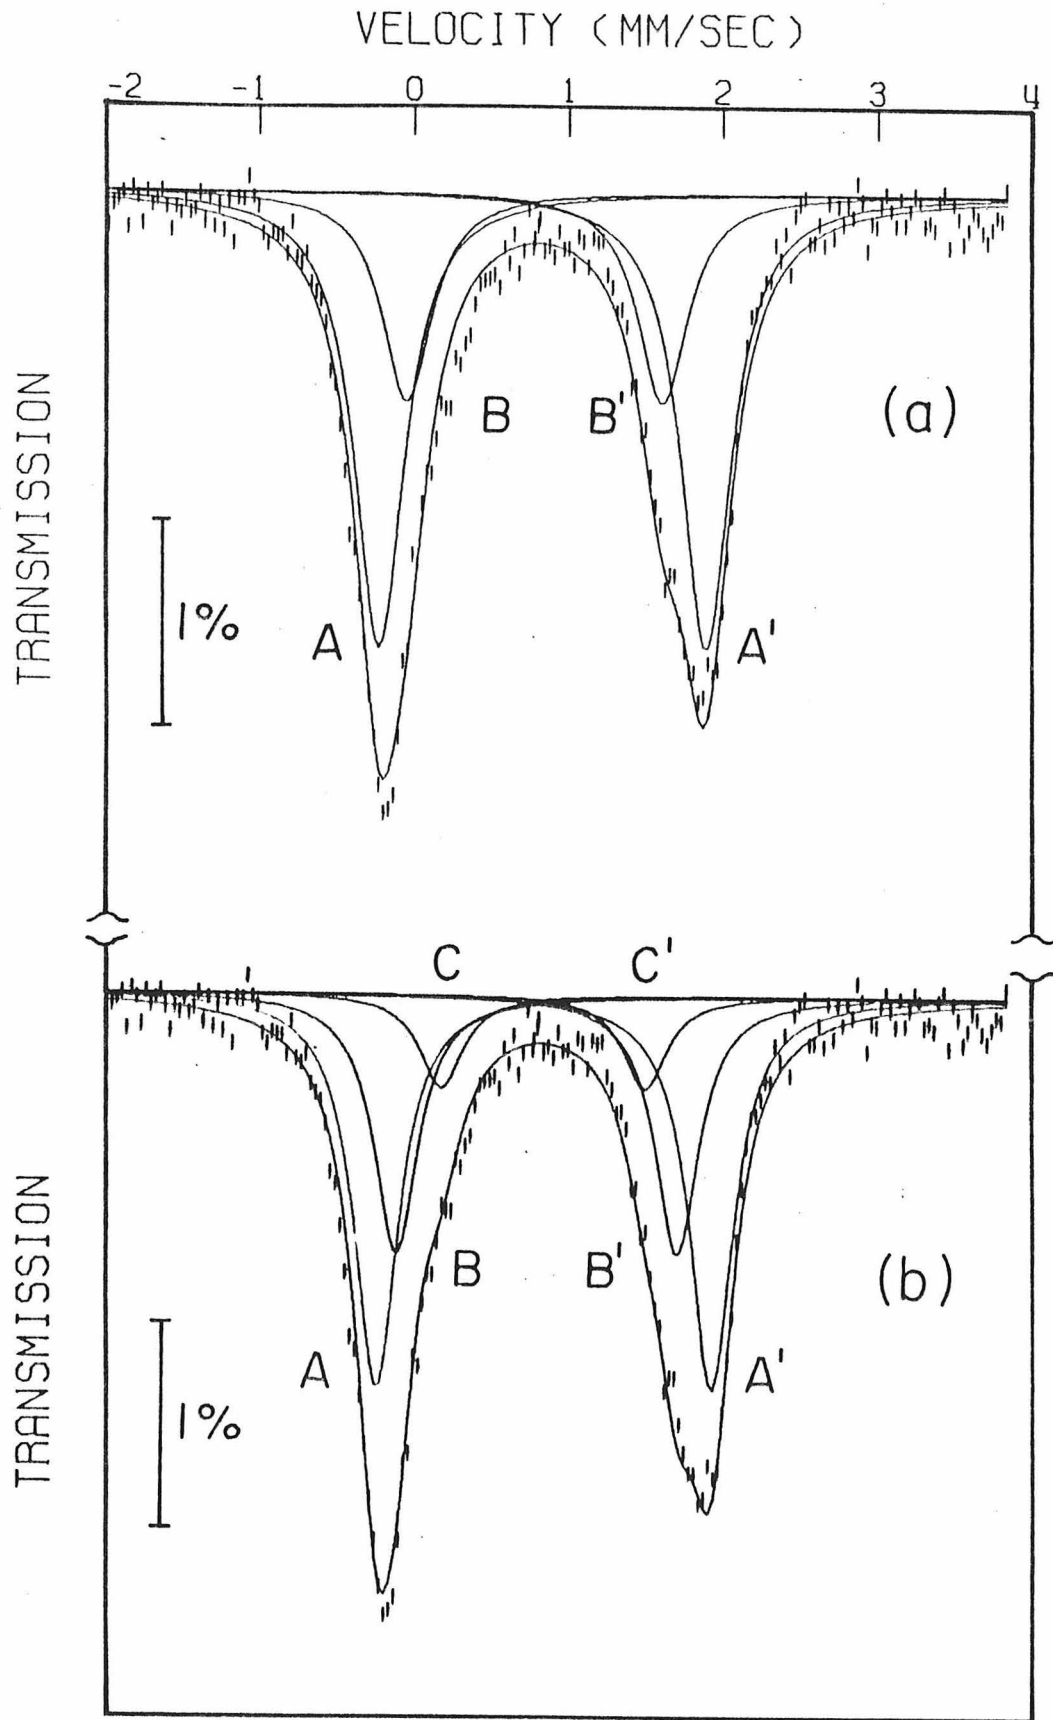 VELOCITY (MM/SEC)
-2 -1 0 1 2 3 4
TRANSMISSION
B B' (a)
1%
A A'
C C'
TRANSMISSION
B B' (b)
A A'
1%